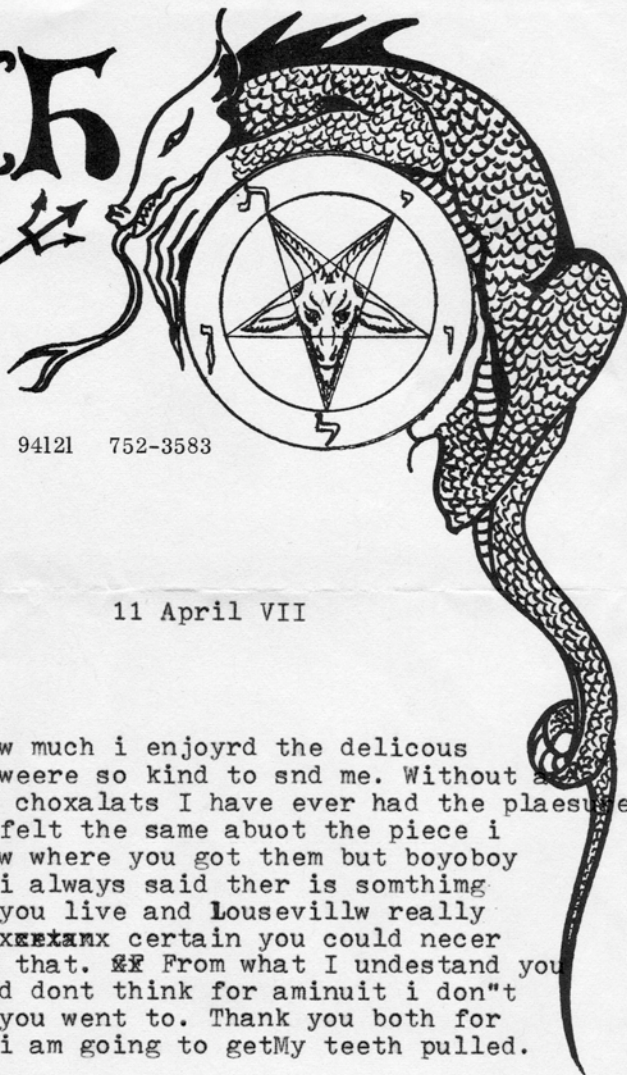 h
ת י
ן ו
ל
94121 752-3583
11 April VII
w much i enjoyrd the delicous
weere so kind to snd me. Without a
choxalats I have ever had the plaesure
felt the same abuot the piece i
w where you got them but boyoboy
i always said ther is somthimg
you live and Lousevillw really
certain you could necer
that. From what I undestand you
d dont think for aminuit i don"t
you went to. Thank you both for
i am going to getMy teeth pulled.